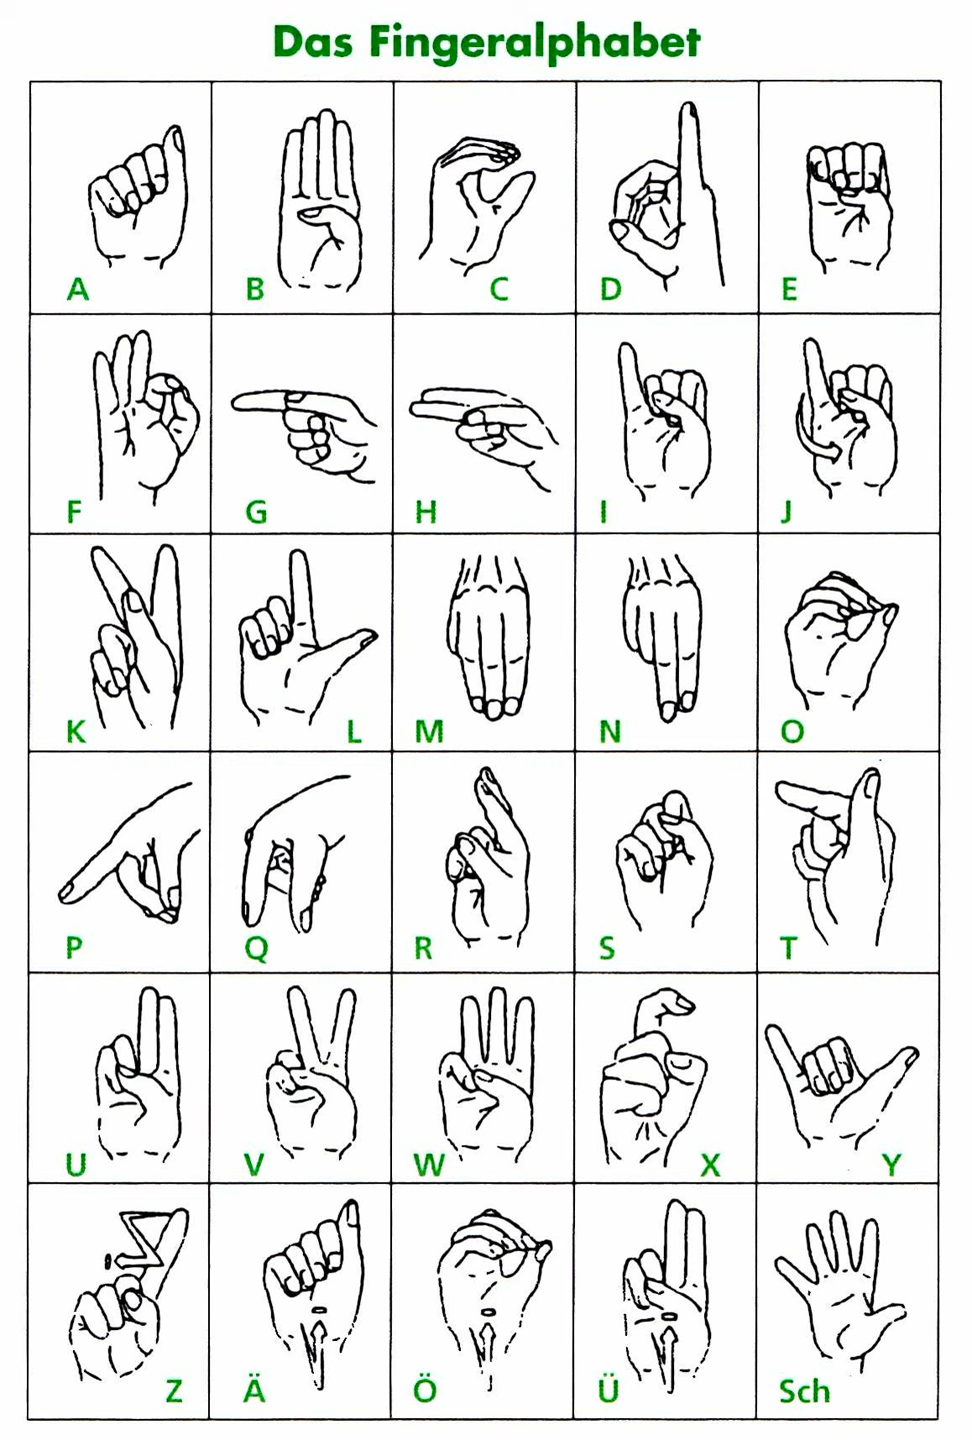 Das Fingeralphabet
A B C D E
F G H I J
K L M N O
P Q R S T
U V W X Y
Z Ä Ö Ü Sch